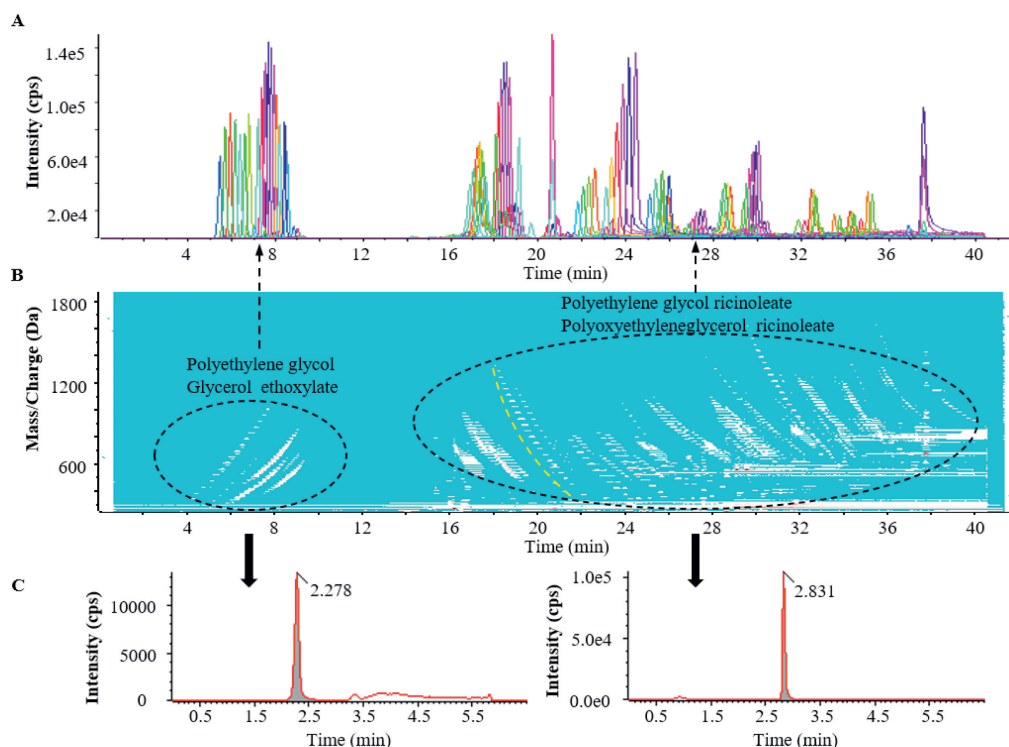 A
Intensity (cps)
1.4e5
1.0e5
6.0e4
2.0e4
4 8 12 16 20 24 28 32 36 40
Time (min)
B
Mass/Charge (Da)
1800
1200
600
Polyethylene glycol
Glycerol ethoxylate
Polyethylene glycol ricinoleate
Polyoxyethyleneglycerol ricinoleate
4 8 12 16 20 24 28 32 36 40
Time (min)
C
Intensity (cps)
10000
5000
0
2.278
0.5 1.5 2.5 3.5 4.5 5.5
Time (min)
Intensity (cps)
1.0e5
5.0e4
0.0e0
2.831
0.5 1.5 2.5 3.5 4.5 5.5
Time (min)